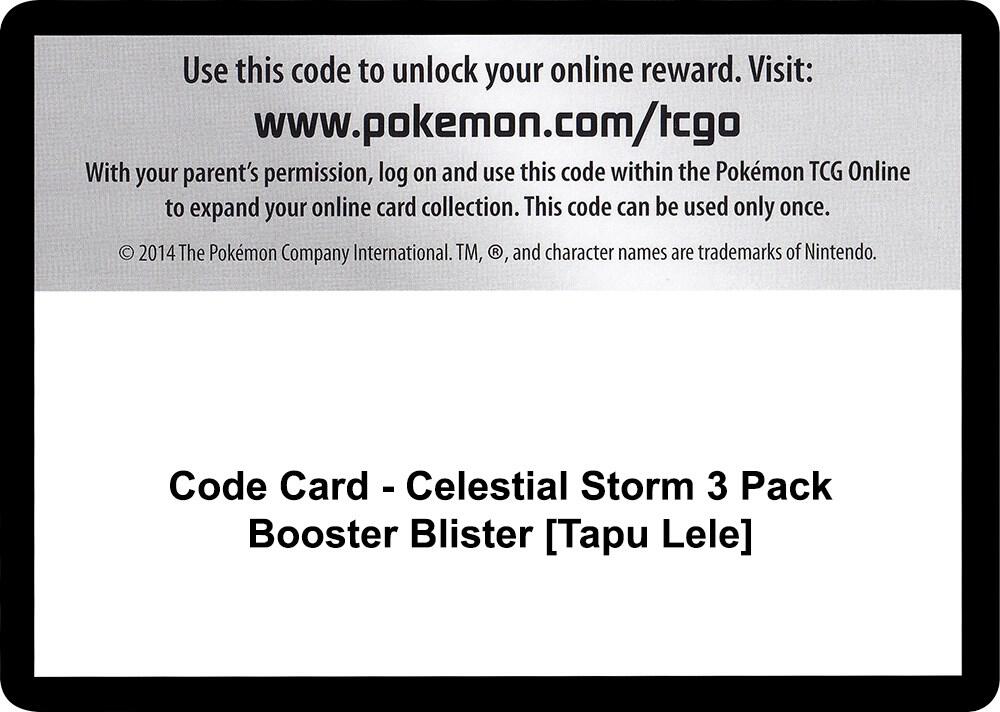 Use this code to unlock your online reward. Visit:
www.pokemon.com/tcgo
With your parent's permission, log on and use this code within the Pokémon TCG Online
to expand your online card collection. This code can be used only once.
© 2014 The Pokémon Company International. TM, ®, and character names are trademarks of Nintendo.
Code Card - Celestial Storm 3 Pack
Booster Blister [Tapu Lele]